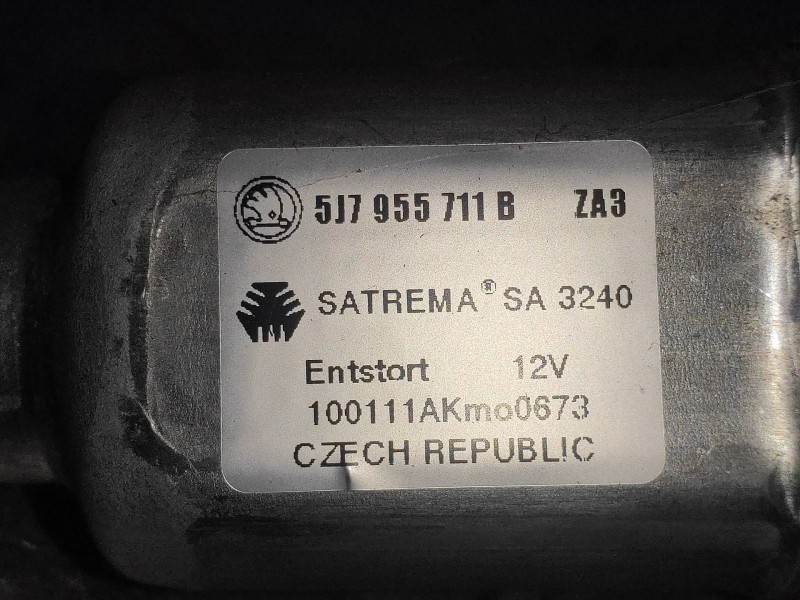 5J7 955 711 B ZA3
SATREMA® SA 3240
Entstort 12V
100111AKmo0673
CZECH REPUBLIC